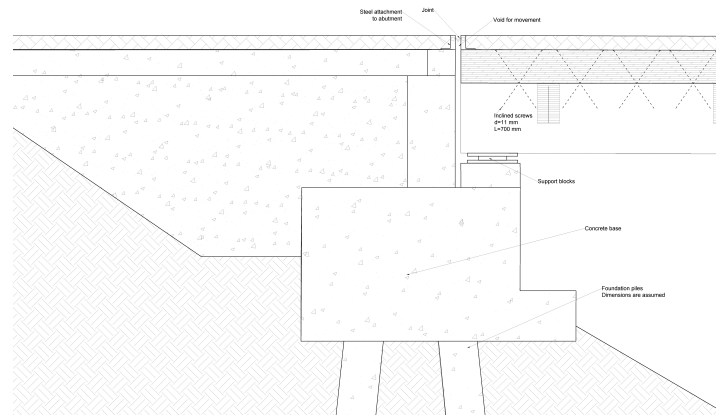 Joint
Steel attachment
to abutment
Void for movement
Inclined screws
d=11 mm
L=700 mm
Support blocks
Concrete base
Foundation piles
Dimensions are assumed